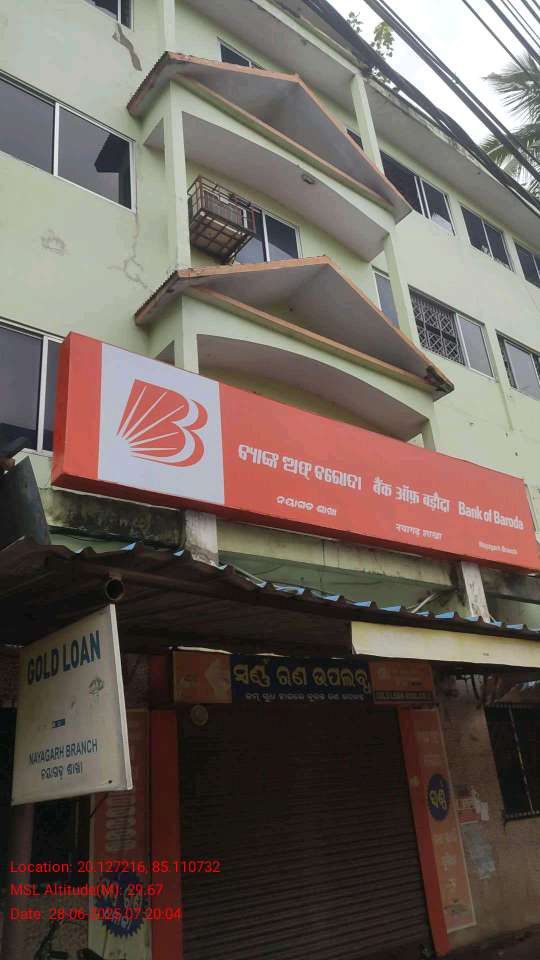 ବ୍ୟାଙ୍କ ଅଫ୍ ବରୋଦା बैंक ऑफ़ बड़ौदा Bank of Baroda
ନୟାଗଡ ଶାଖା नयागढ़ शाखा Nayagarh Branch
GOLD LOAN
NAYAGARH BRANCH
ନୟାଗଡ଼ ଶାଖା
ସ୍ଵର୍ଣ୍ଣ ଋଣ ଉପଲବ୍ଧ
GOLD LOAN
Location: 20.127216, 85.110732
MSL Altitude(M): 29.67
Date: 28-06-2025 07:20:04